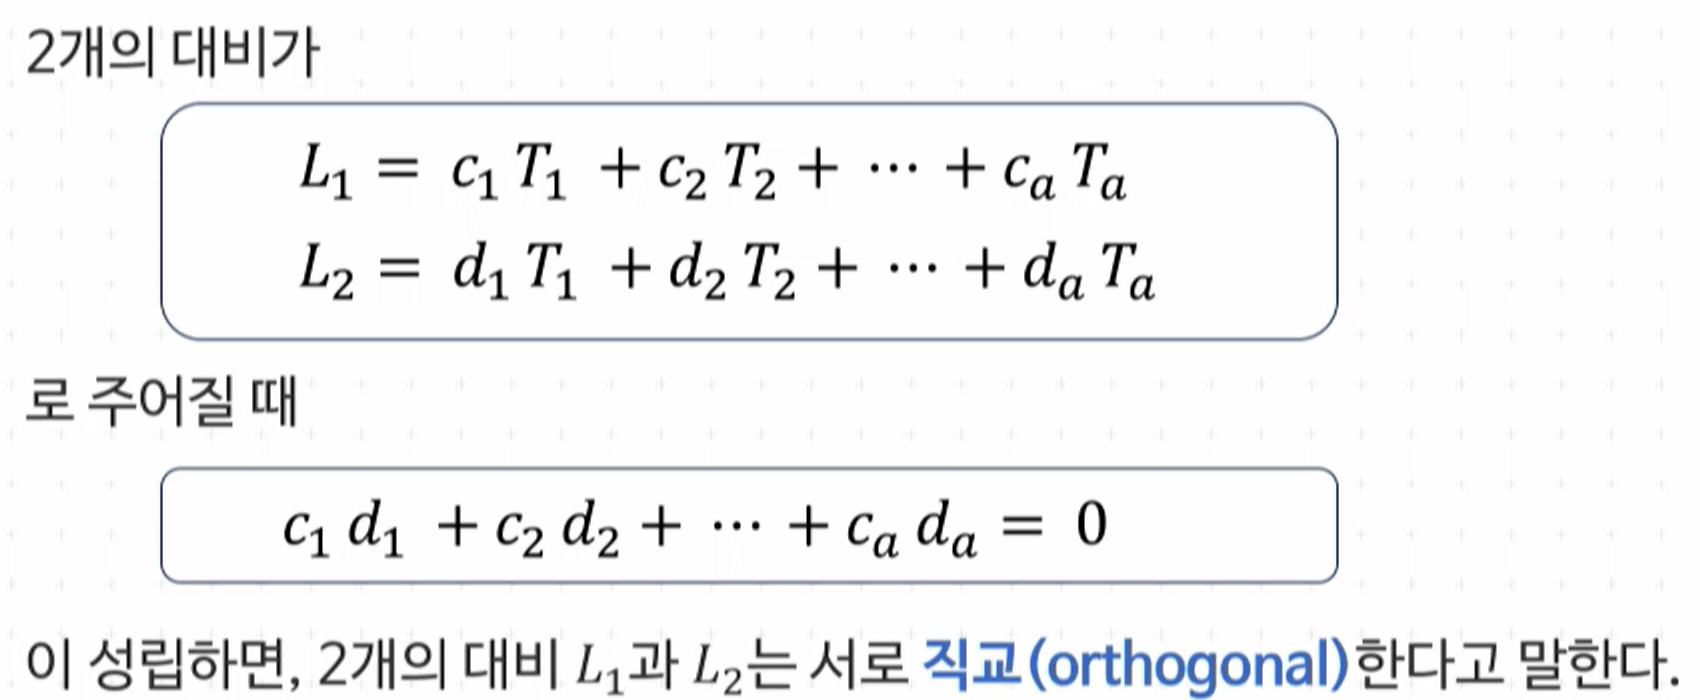 2개의 대비가
L₁ = c₁ T₁ + c₂ T₂ + ⋯ + cₐ Tₐ
L₂ = d₁ T₁ + d₂ T₂ + ⋯ + dₐ Tₐ
로 주어질 때
c₁ d₁ + c₂ d₂ + ⋯ + cₐ dₐ = 0
이 성립하면, 2개의 대비 L₁과 L₂는 서로 직교(orthogonal)한다고 말한다.